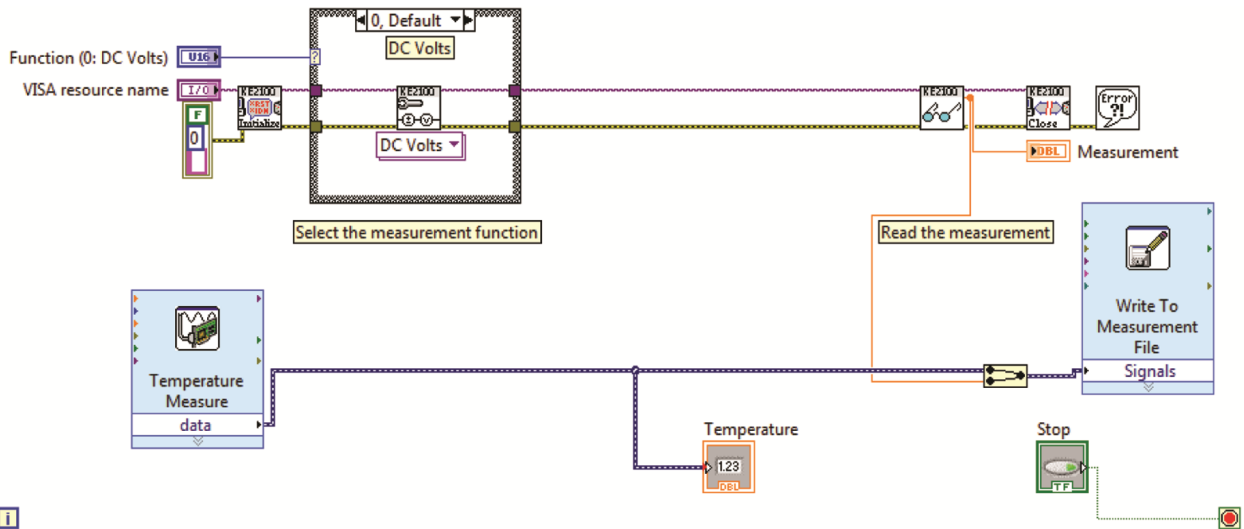 0, Default
DC Volts
Function (0: DC Volts)
U16
?
VISA resource name
I/O
KE2100
Initialize
KE2100
KE2100
KE2100
Close
Error
?!
F
0
DC Volts
DBL
Measurement
Select the measurement function
Read the measurement
Write To
Measurement
File
Signals
Temperature
Measure
data
Temperature
1.23
DBL
Stop
TF
i